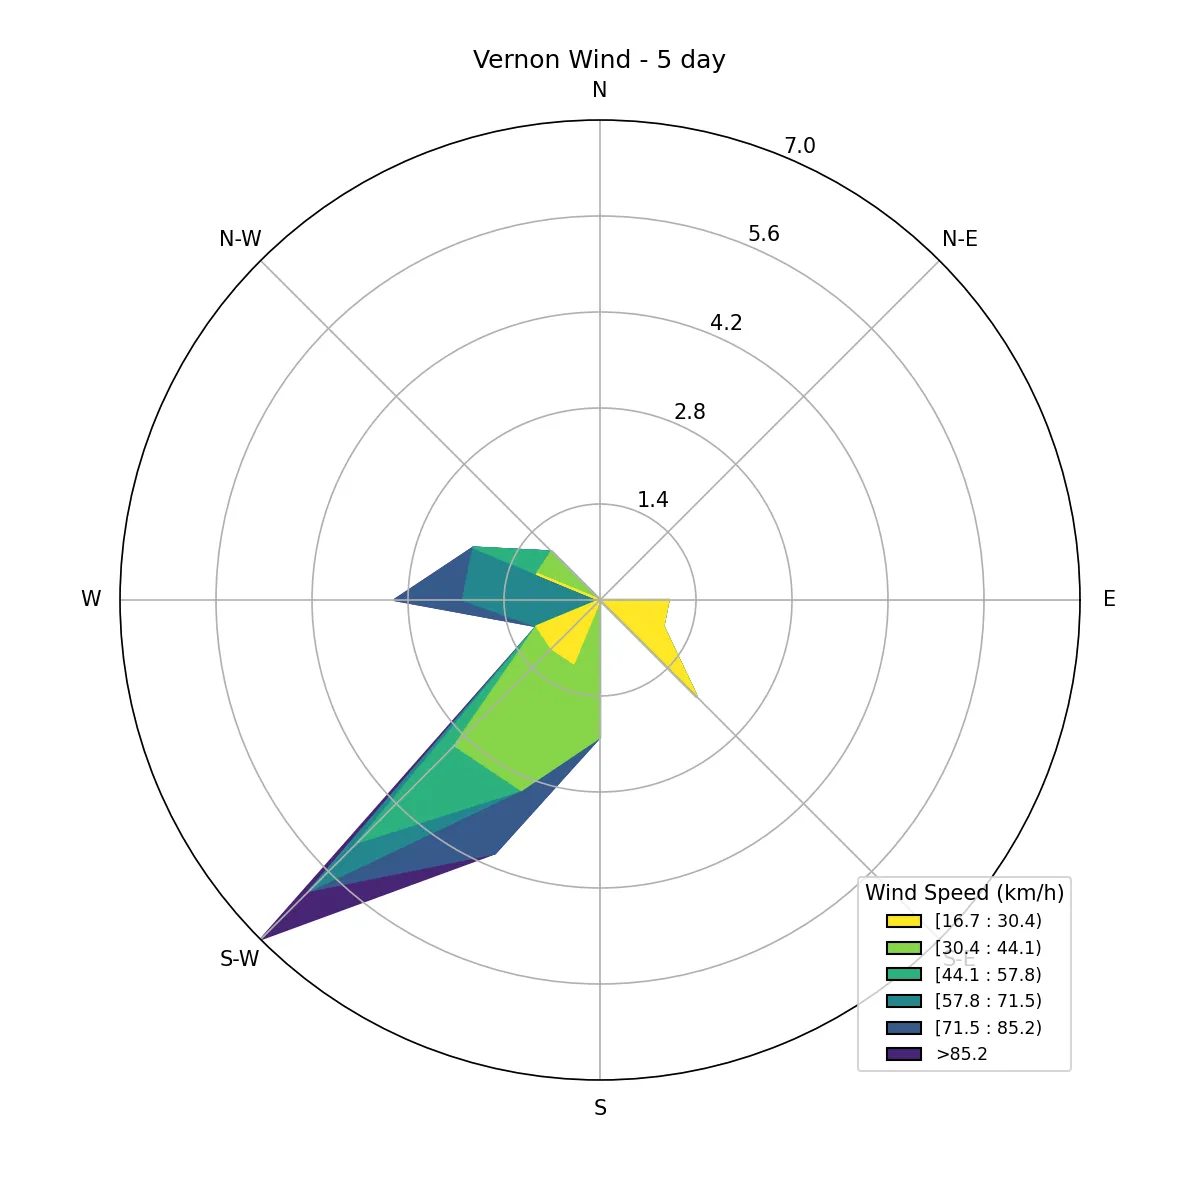 Vernon Wind - 5 day
N
7.0
5.6
N-W
N-E
4.2
2.8
1.4
W
E
S-W
S-E
Wind Speed (km/h)
[16.7 : 30.4)
[30.4 : 44.1)
[44.1 : 57.8)
[57.8 : 71.5)
[71.5 : 85.2)
>85.2
S